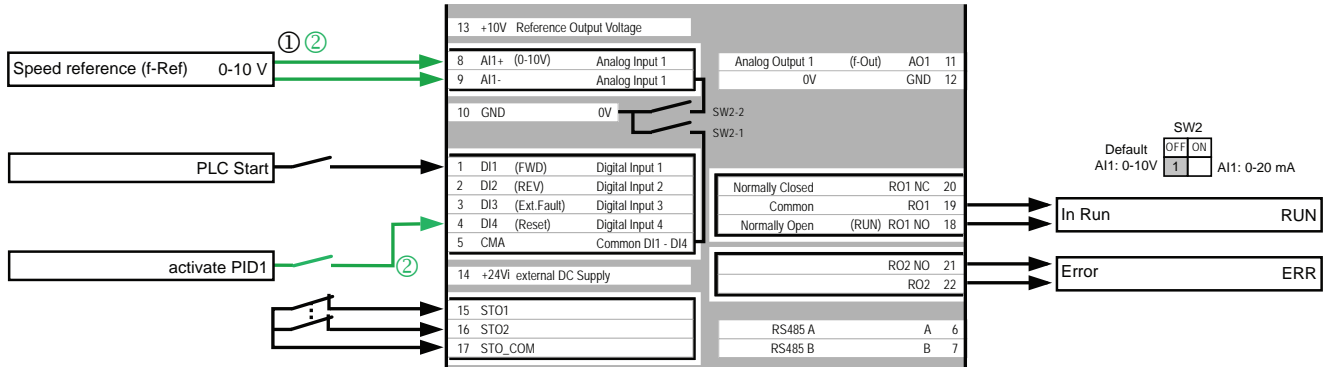 13 +10V Reference Output Voltage
① ②
Speed reference (f-Ref) 0-10 V
8 AI1+ (0-10V) Analog Input 1
9 AI1- Analog Input 1
Analog Output 1 (f-Out) AO1 11
0V GND 12
10 GND 0V
SW2-2
SW2-1
SW2
Default OFF ON
AI1: 0-10V 1 AI1: 0-20 mA
PLC Start
1 DI1 (FWD) Digital Input 1
2 DI2 (REV) Digital Input 2
3 DI3 (Ext.Fault) Digital Input 3
4 DI4 (Reset) Digital Input 4
5 CMA Common DI1 - DI4
Normally Closed RO1 NC 20
Common RO1 19
Normally Open (RUN) RO1 NO 18
In Run RUN
activate PID1
②
14 +24Vi external DC Supply
RO2 NO 21
RO2 22
Error ERR
15 STO1
16 STO2
17 STO_COM
RS485 A A 6
RS485 B B 7